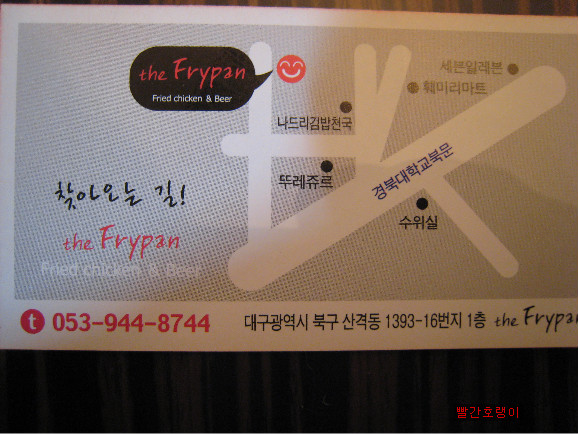 the Frypan
Fried chicken & Beer
세븐일레븐
훼미리마트
나드리김밥천국
뚜레쥬르
경북대학교북문
수위실
찾아오는 길!
the Frypan
Fried chicken & Beer
t 053-944-8744
대구광역시 북구 산격동 1393-16번지 1층 the Frypan
빨간호랭이